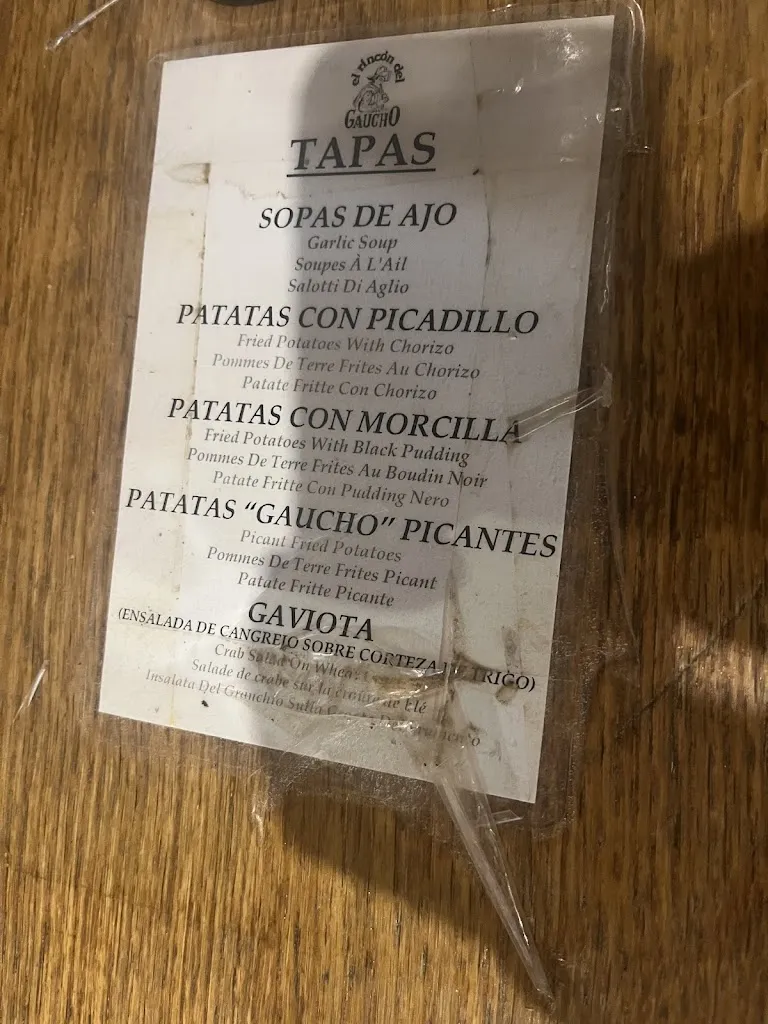 el rincón del
GAUCHO
TAPAS
SOPAS DE AJO
Garlic Soup
Soupes À L'Ail
Salotti Di Aglio
PATATAS CON PICADILLO
Fried Potatoes With Chorizo
Pommes De Terre Frites Au Chorizo
Patate Fritte Con Chorizo
PATATAS CON MORCILLA
Fried Potatoes With Black Pudding
Pommes De Terre Frites Au Boudin Noir
Patate Fritte Con Pudding Nero
PATATAS “GAUCHO” PICANTES
Picant Fried Potatoes
Pommes De Terre Frites Picant
Patate Fritte Picante
GAVIOTA
(ENSALADA DE CANGREJO SOBRE CORTEZA DE TRIGO)
Crab Salad On Wheat
Salade de crabe sur la croute de
Insalata Del Granchio Sulla